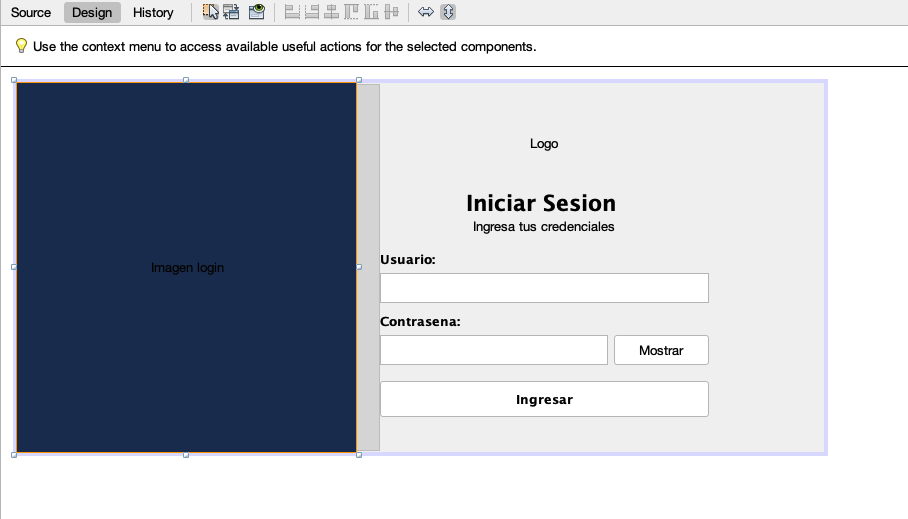 Source Design History
Use the context menu to access available useful actions for the selected components.
Logo
Iniciar Sesion
Ingresa tus credenciales
Imagen login
Usuario:
Contrasena:
Mostrar
Ingresar